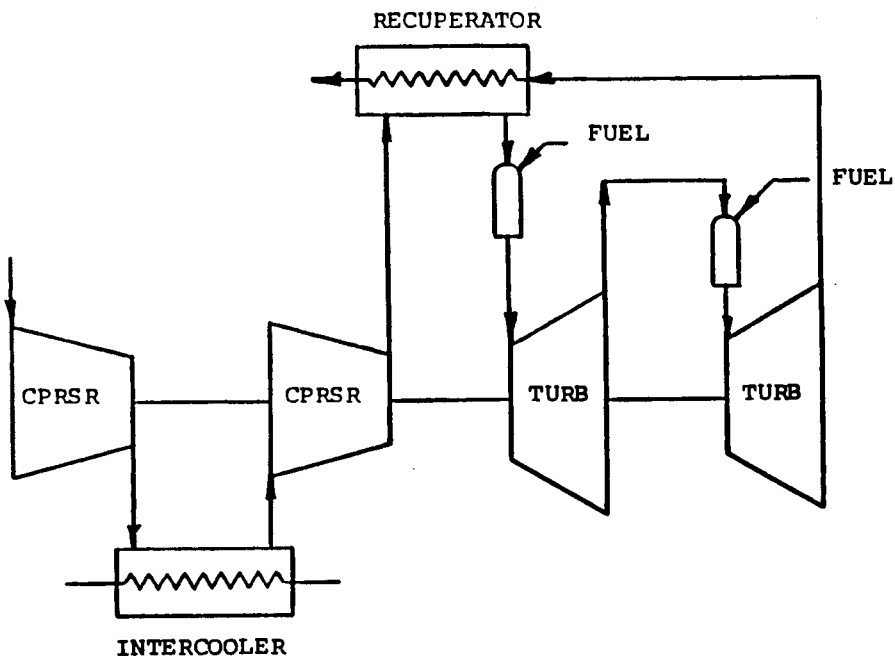 RECUPERATOR
FUEL
FUEL
CPRSR
CPRSR
TURB
TURB
INTERCOOLER